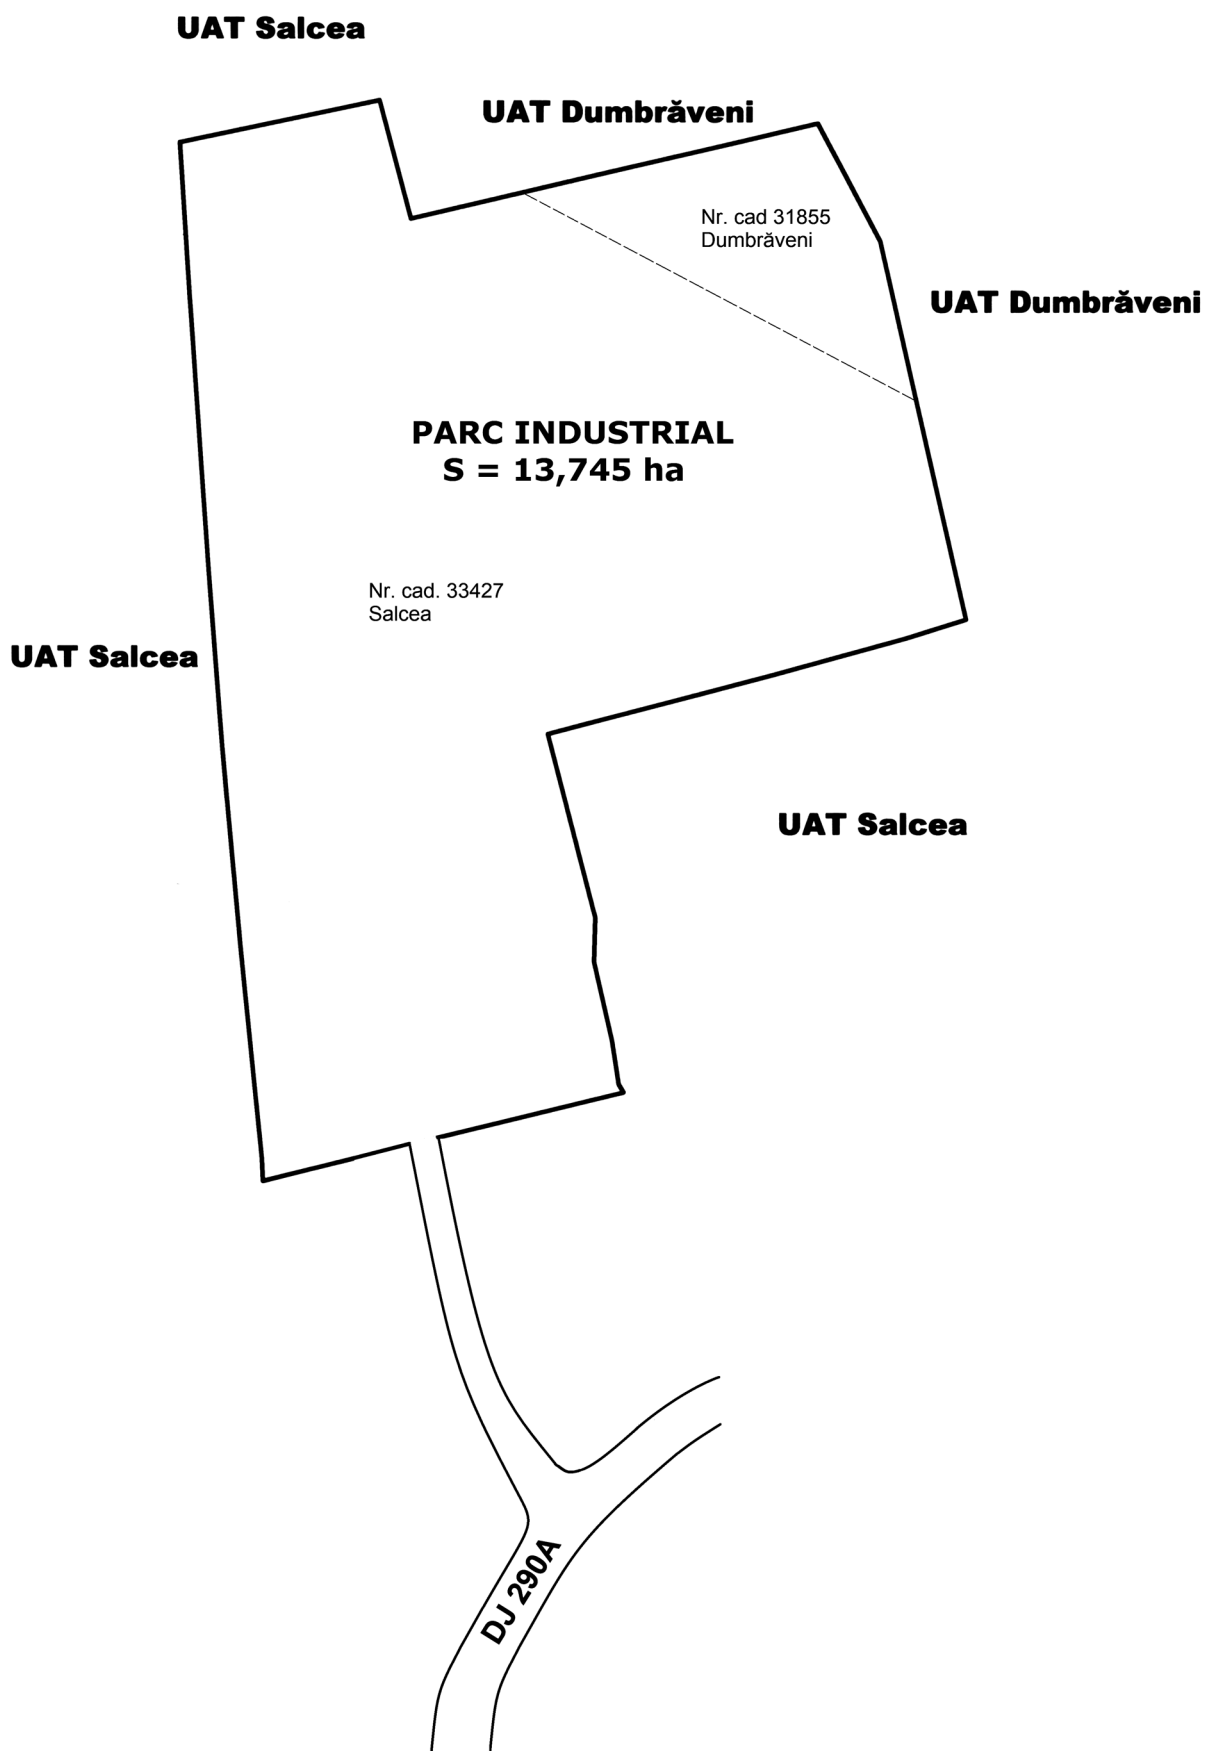 UAT Salcea
UAT Dumbrăveni
Nr. cad 31855
Dumbrăveni
UAT Dumbrăveni
PARC INDUSTRIAL
S = 13,745 ha
Nr. cad. 33427
Salcea
UAT Salcea
UAT Salcea
DJ 290A